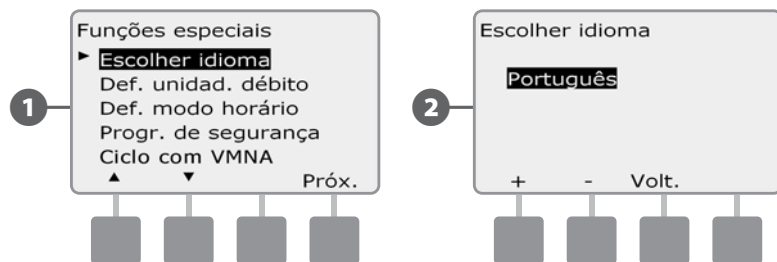 Funções especiais
► Escolher idioma
Def. unidad. débito
Def. modo horário
Progr. de segurança
Ciclo com VMNA
▲ ▼ Próx.
1
Escolher idioma
Português
+ - Volt.
2